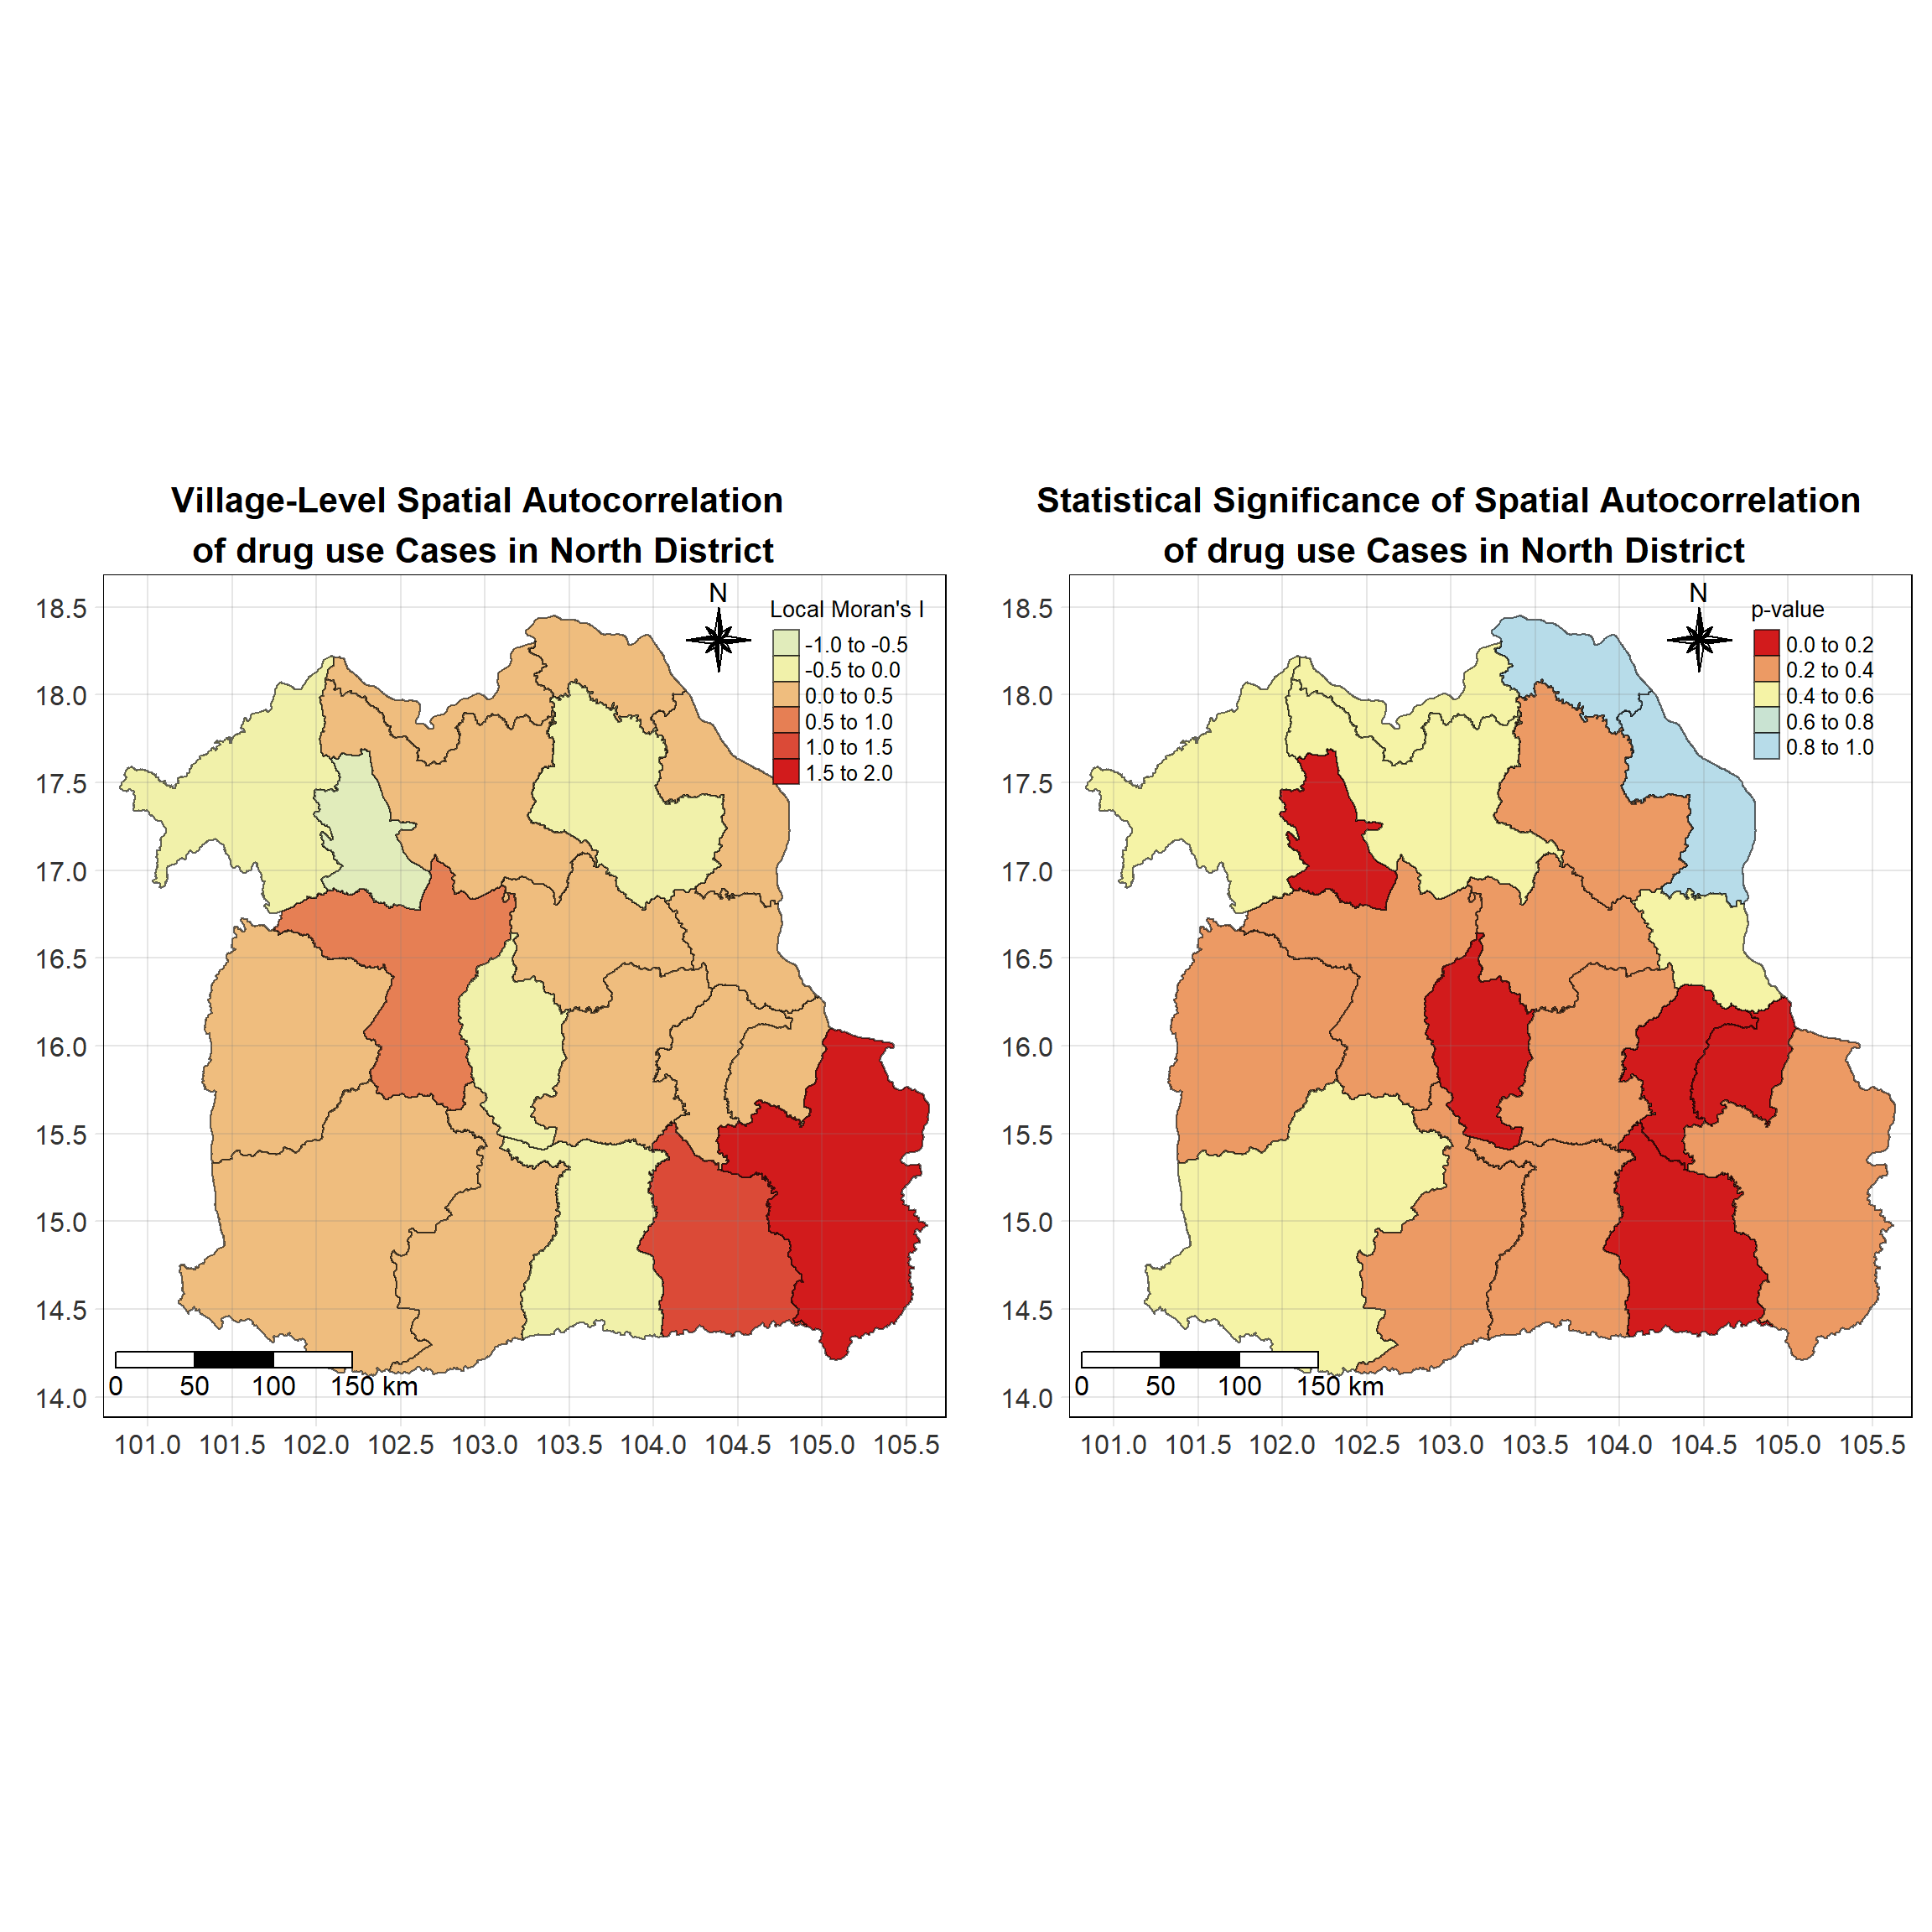 Village-Level Spatial Autocorrelation
of drug use Cases in North District
N
Local Moran's I
-1.0 to -0.5
-0.5 to 0.0
0.0 to 0.5
0.5 to 1.0
1.0 to 1.5
1.5 to 2.0
18.5
18.0
17.5
17.0
16.5
16.0
15.5
15.0
14.5
14.0
0 50 100 150 km
101.0 101.5 102.0 102.5 103.0 103.5 104.0 104.5 105.0 105.5
Statistical Significance of Spatial Autocorrelation
of drug use Cases in North District
N
p-value
0.0 to 0.2
0.2 to 0.4
0.4 to 0.6
0.6 to 0.8
0.8 to 1.0
18.5
18.0
17.5
17.0
16.5
16.0
15.5
15.0
14.5
14.0
0 50 100 150 km
101.0 101.5 102.0 102.5 103.0 103.5 104.0 104.5 105.0 105.5